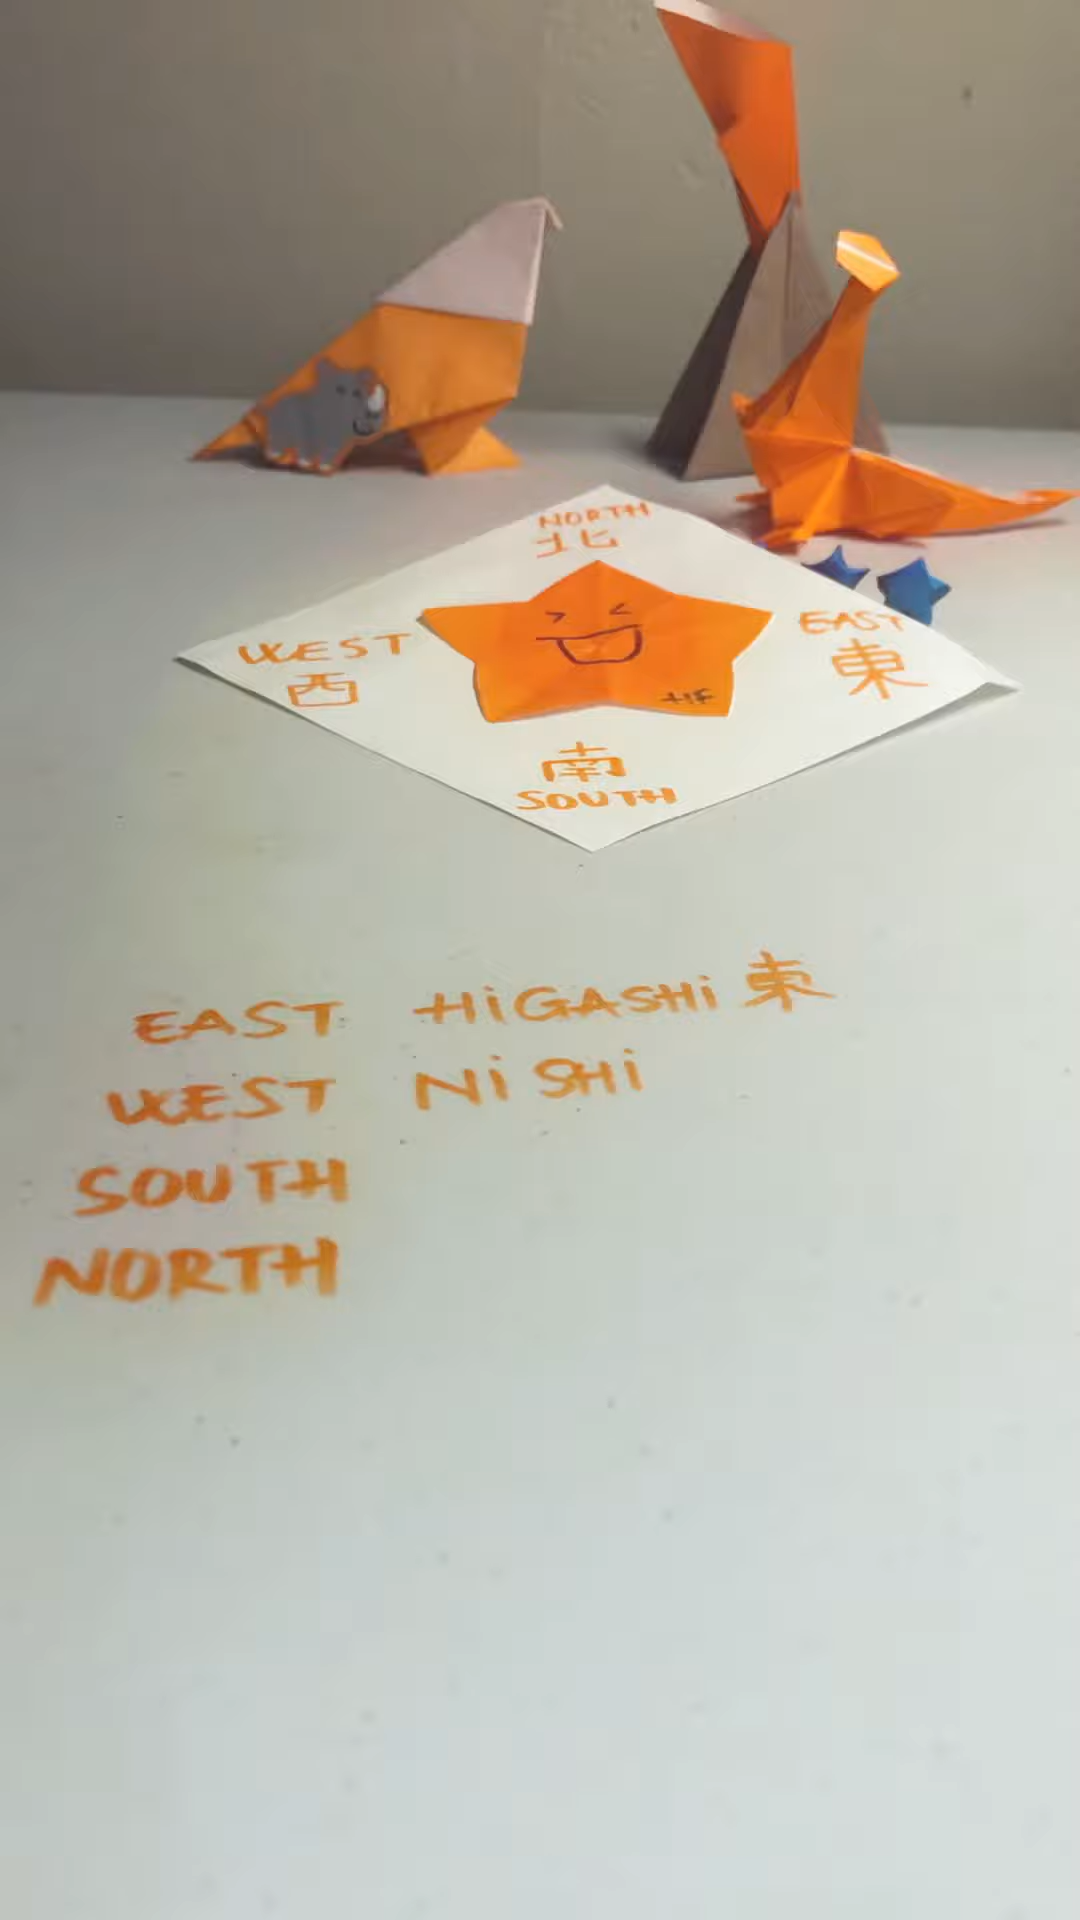 NORTH
北
WEST
西
EAST
東
南
SOUTH
EAST HiGASHi 東
WEST NiSHi
SOUTH
NORTH